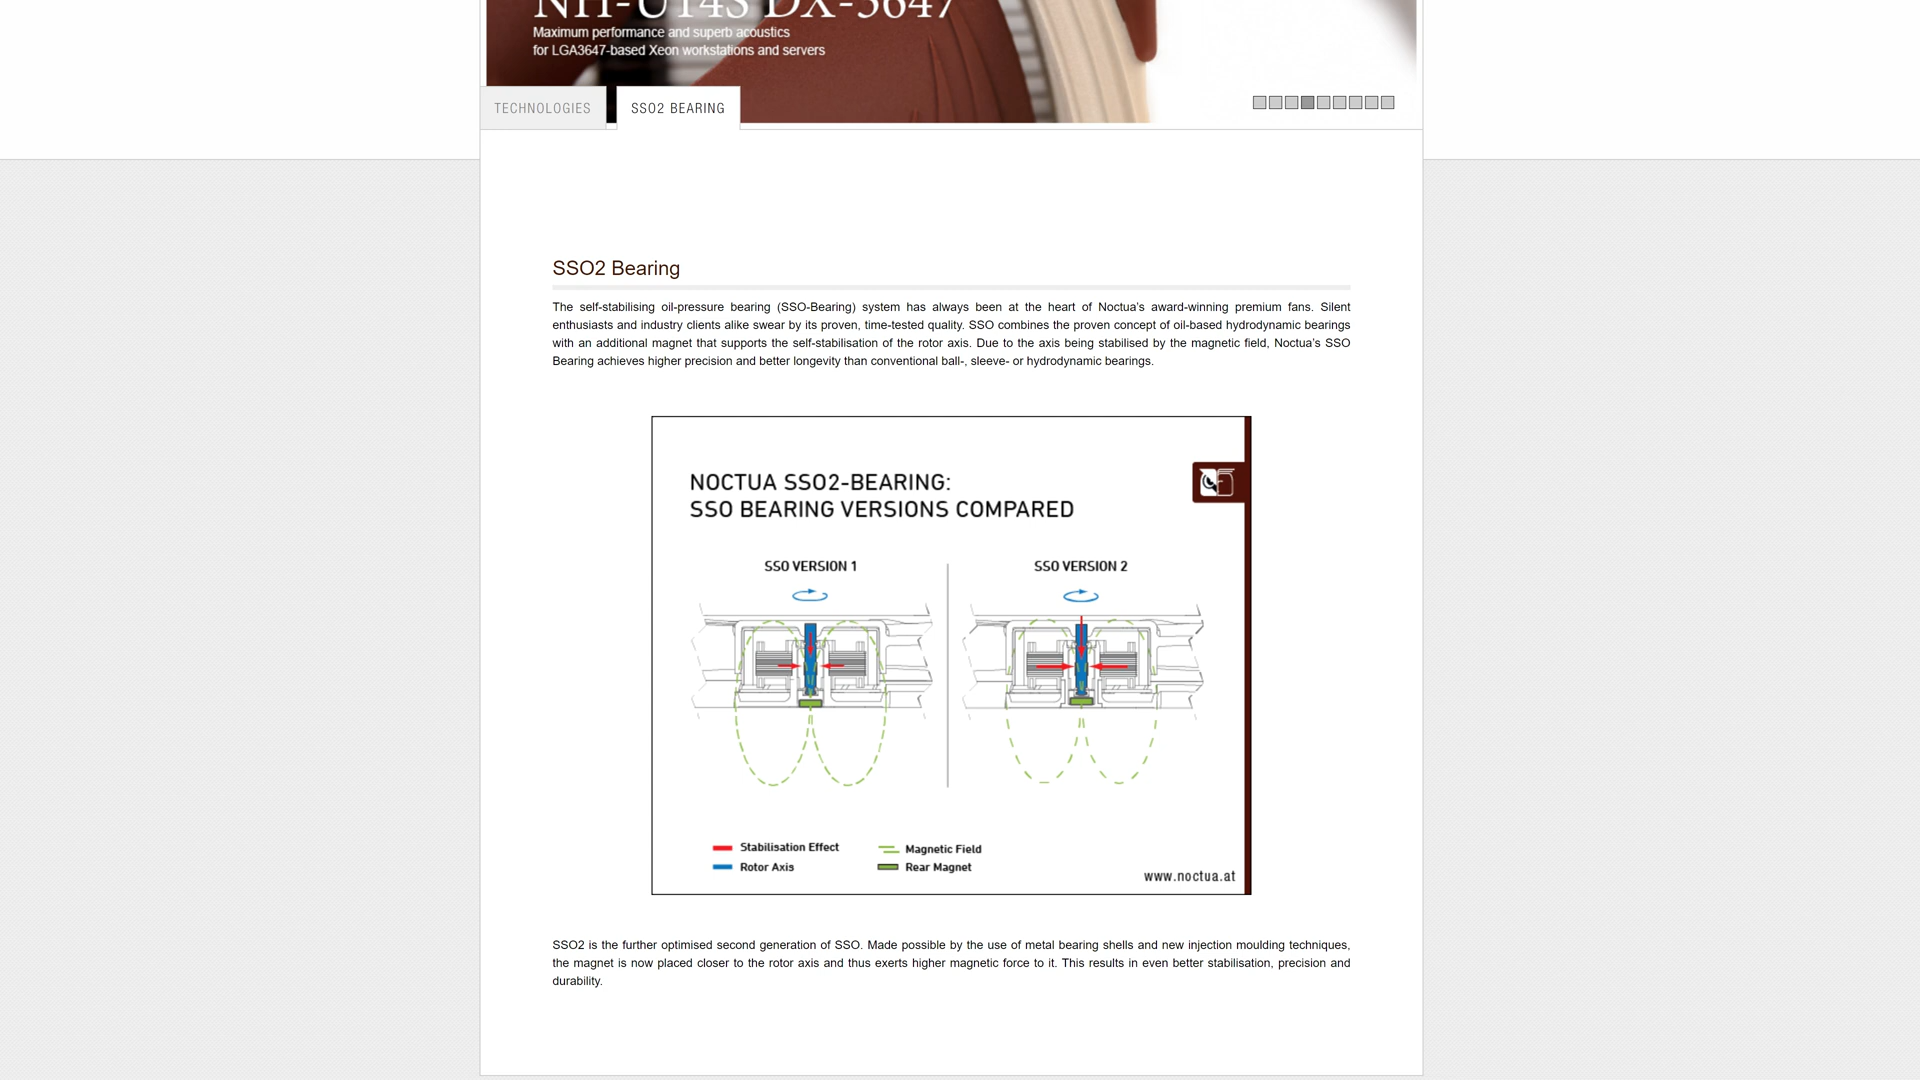 NH-U14S DX-3647
Maximum performance and superb acoustics
for LGA3647-based Xeon workstations and servers
TECHNOLOGIES
SSO2 BEARING
SSO2 Bearing
The self-stabilising oil-pressure bearing (SSO-Bearing) system has always been at the heart of Noctua’s award-winning premium fans. Silent
enthusiasts and industry clients alike swear by its proven, time-tested quality. SSO combines the proven concept of oil-based hydrodynamic bearings
with an additional magnet that supports the self-stabilisation of the rotor axis. Due to the axis being stabilised by the magnetic field, Noctua’s SSO
Bearing achieves higher precision and better longevity than conventional ball-, sleeve- or hydrodynamic bearings.
NOCTUA SSO2-BEARING:
SSO BEARING VERSIONS COMPARED
SSO VERSION 1
SSO VERSION 2
Stabilisation Effect
Magnetic Field
Rotor Axis
Rear Magnet
www.noctua.at
SSO2 is the further optimised second generation of SSO. Made possible by the use of metal bearing shells and new injection moulding techniques,
the magnet is now placed closer to the rotor axis and thus exerts higher magnetic force to it. This results in even better stabilisation, precision and
durability.